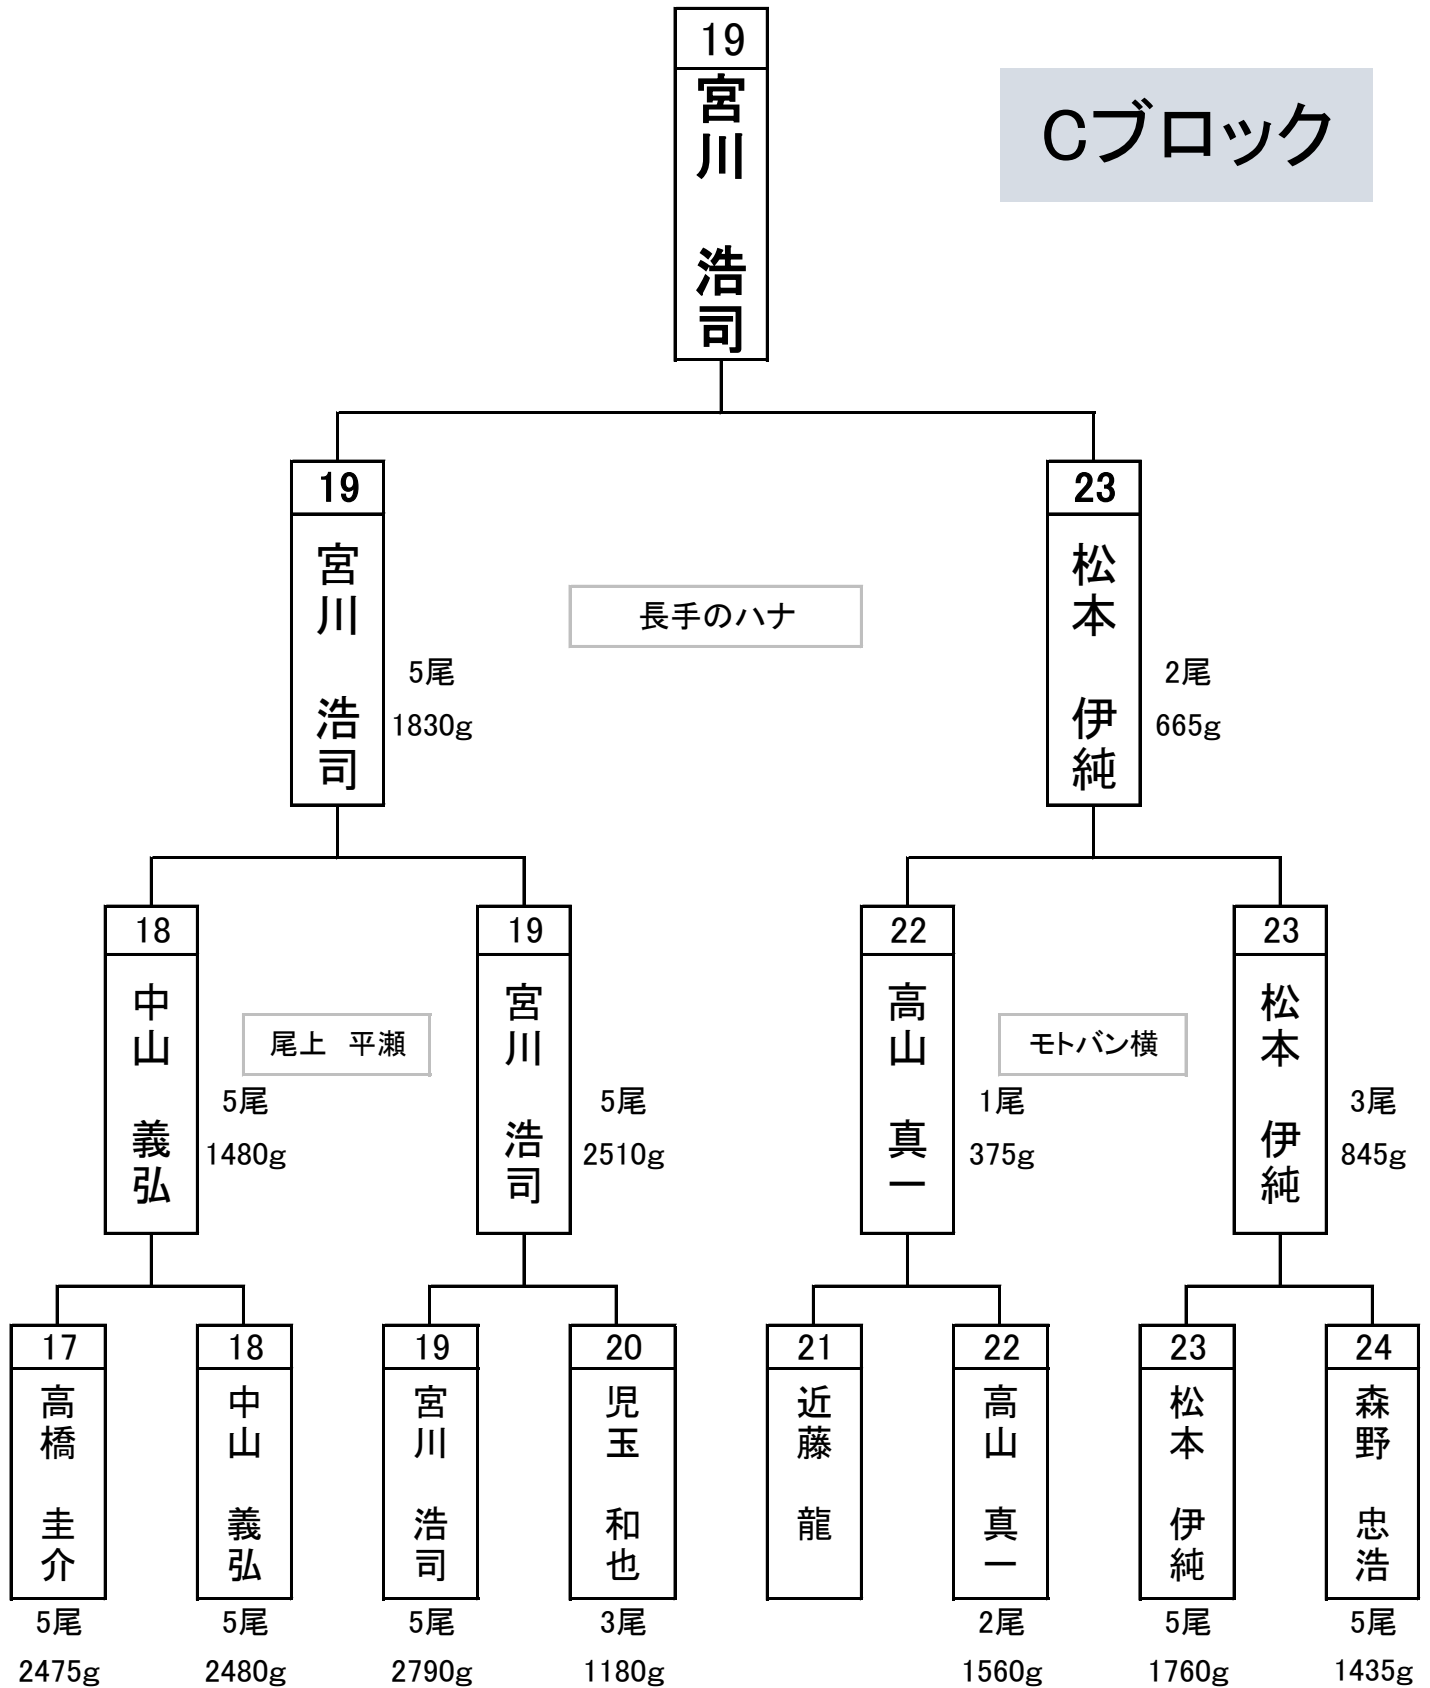 19
宮川 浩司
Cブロック
19
宮川 浩司
5尾
1830g
長手のハナ
23
松本 伊純
2尾
665g
18
中山 義弘
5尾
1480g
尾上 平瀬
19
宮川 浩司
5尾
2510g
22
高山 真一
1尾
375g
モトバン横
23
松本 伊純
3尾
845g
17
高橋 圭介
5尾
2475g
18
中山 義弘
5尾
2480g
19
宮川 浩司
5尾
2790g
20
児玉 和也
3尾
1180g
21
近藤 龍
22
高山 真一
2尾
1560g
23
松本 伊純
5尾
1760g
24
森野 忠浩
5尾
1435g